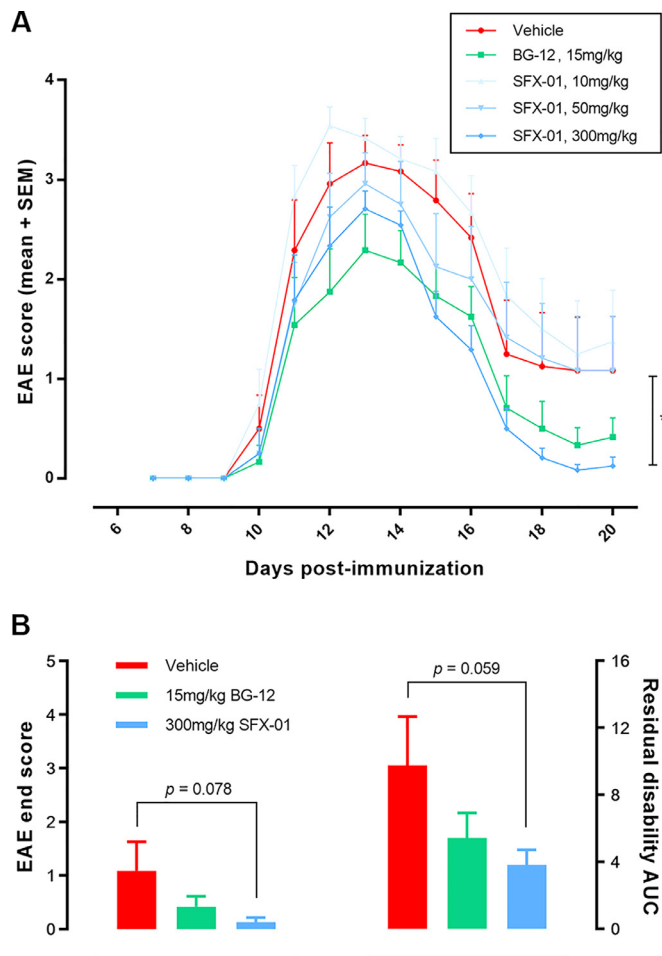 A
Vehicle
BG-12, 15mg/kg
SFX-01, 10mg/kg
SFX-01, 50mg/kg
SFX-01, 300mg/kg
EAE score (mean + SEM)
4
3
2
1
0
6 8 10 12 14 16 18 20
Days post-immunization
B
Vehicle
15mg/kg BG-12
300mg/kg SFX-01
EAE end score
5
4
3
2
1
0
p = 0.078
p = 0.059
16
12
8
4
0
Residual disability AUC